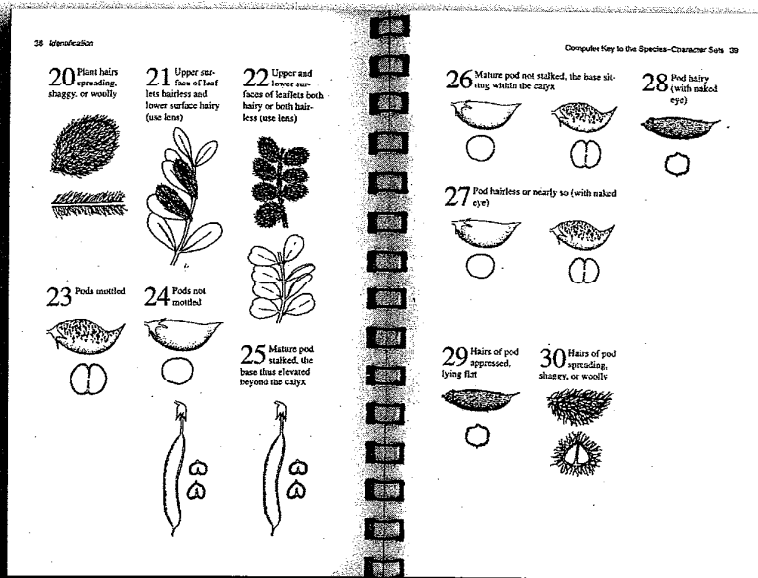 38 Identification
20 Plant hairs
spreading,
shaggy, or woolly
21 Upper sur-
face of leaf
lets hairless and
lower surface hairy
(use lens)
22 Upper and
lower sur-
faces of leaflets both
hairy or both hair-
less (use lens)
23 Pods mottled
24 Pods not
mottled
25 Mature pod
stalked, the
base thus elevated
beyond the calyx
Computer Key to the Species–Character Sets 39
26 Mature pod not stalked, the base sit-
ting within the calyx
28 Pod hairy
(with naked
eye)
27 Pod hairless or nearly so (with naked
eye)
29 Hairs of pod
appressed,
lying flat
30 Hairs of pod
spreading,
shaggy, or woolly